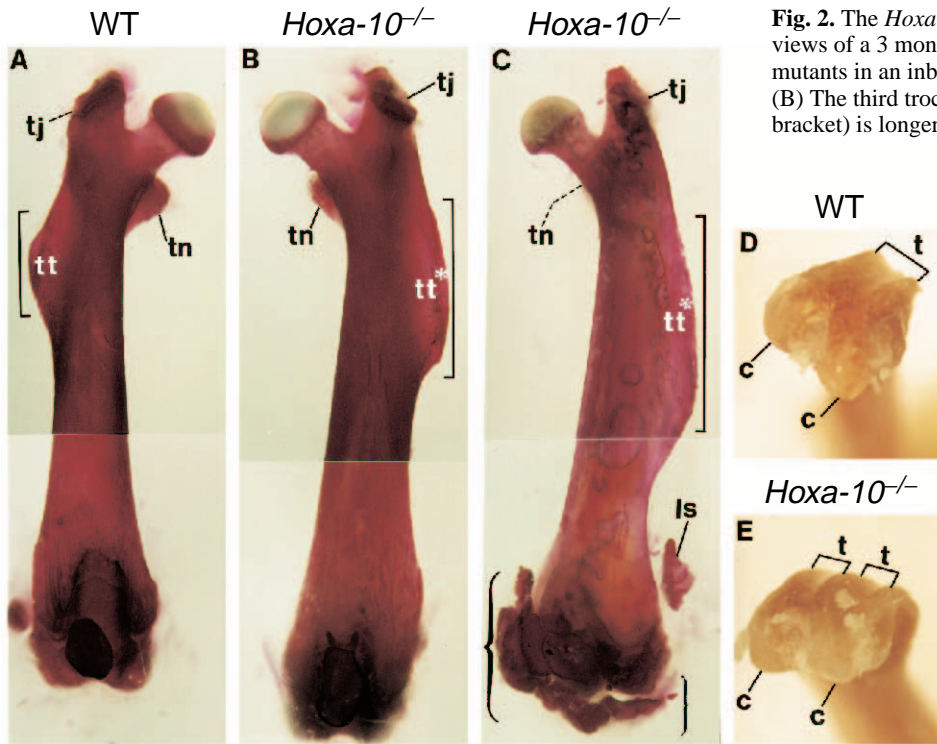 WT
Hoxa-10–/–
Hoxa-10–/–
Fig. 2. The Hoxa
views of a 3 mon
mutants in an inb
(B) The third troc
bracket) is longer
A
tj
tn
tt
B
tj
tn
tt*
C
tj
tn
tt*
ls
WT
D
t
c
c
Hoxa-10–/–
E
t
t
c
c